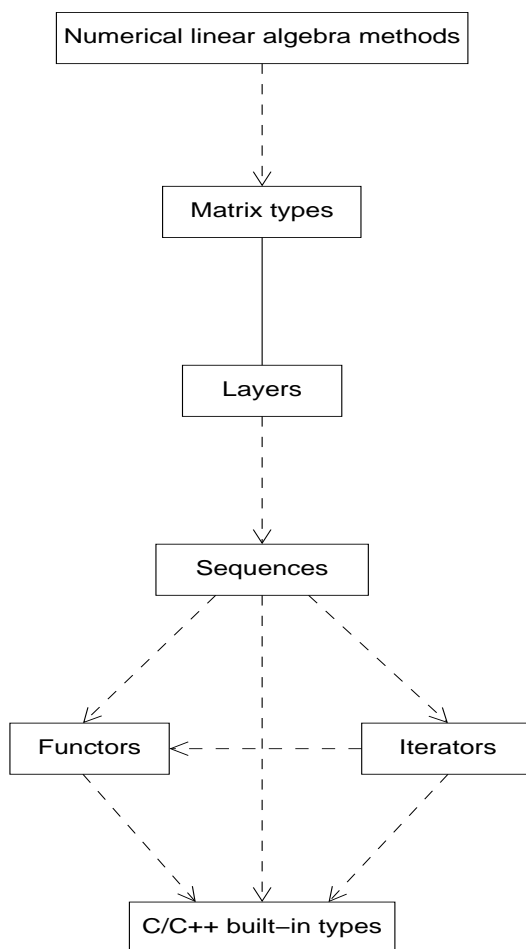 Numerical linear algebra methods
Matrix types
Layers
Sequences
Functors
Iterators
C/C++ built−in types